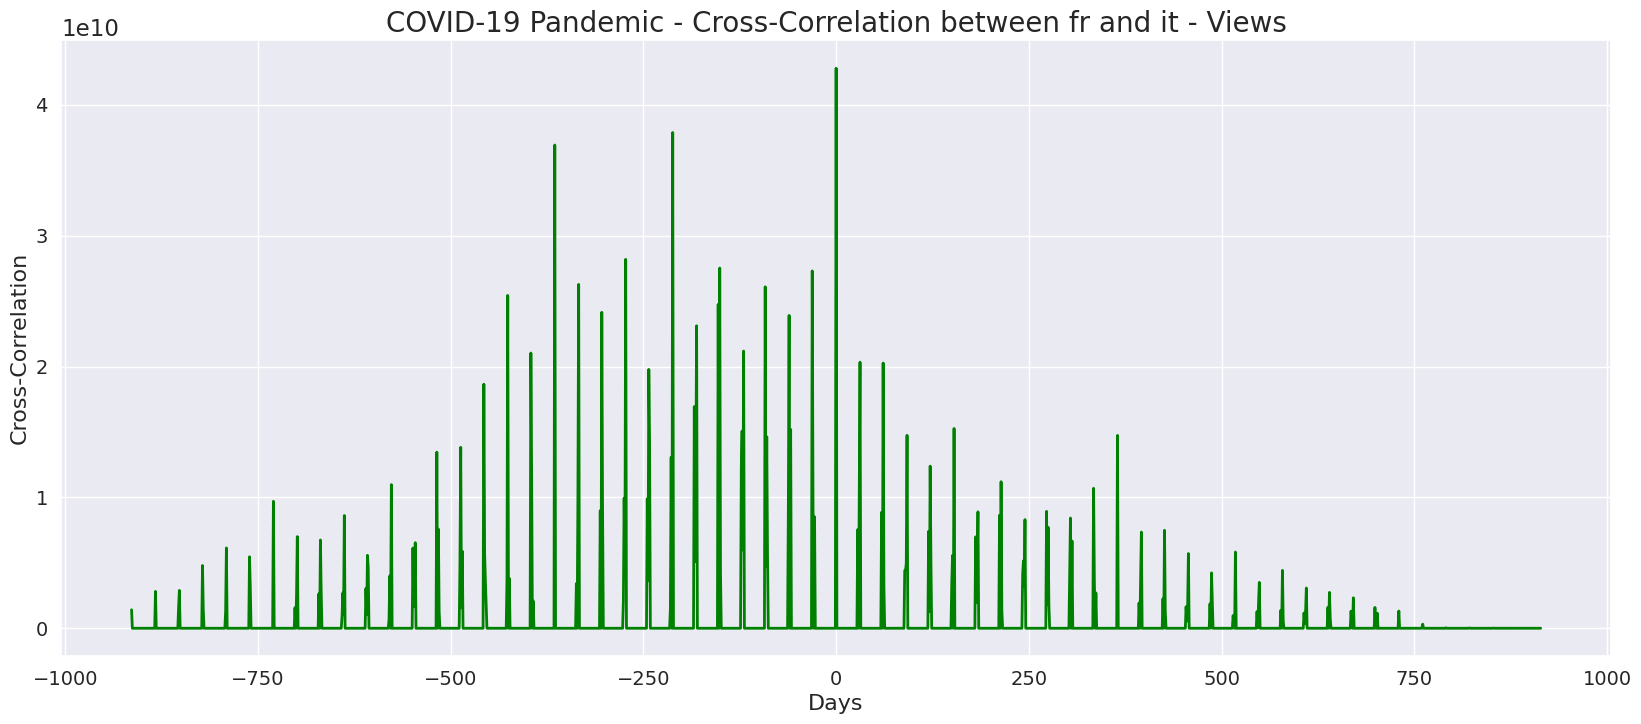 COVID-19 Pandemic - Cross-Correlation between fr and it - Views
1e10
Cross-Correlation
4
3
2
1
0
−1000 −750 −500 −250 0 250 500 750 1000
Days